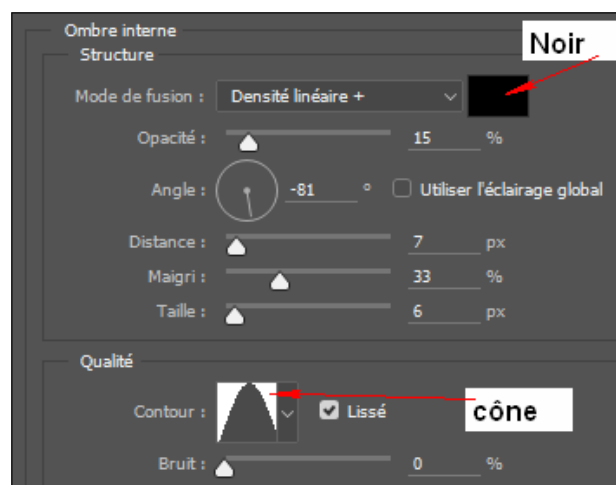 Ombre interne
Noir
Structure
Mode de fusion : Densité linéaire +
Opacité : 15 %
Angle : -81 ° Utiliser l'éclairage global
Distance : 7 px
Maigri : 33 %
Taille : 6 px
Qualité
Contour : Lissé cône
Bruit : 0 %